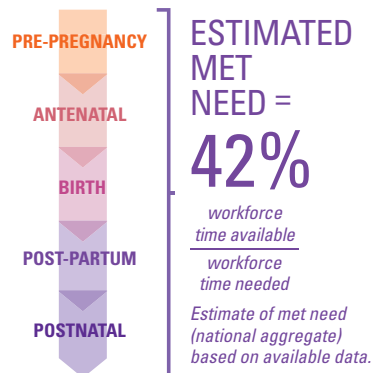 PRE-PREGNANCY
ANTENATAL
BIRTH
POST-PARTUM
POSTNATAL
ESTIMATED
MET
NEED =
42%
workforce
time available
workforce
time needed
Estimate of met need
(national aggregate)
based on available data.